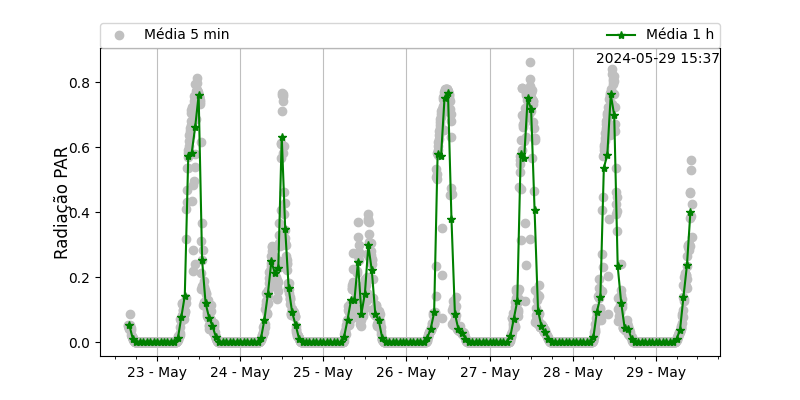 Média 5 min
Média 1 h
2024-05-29 15:37
Radiação PAR
0.8
0.6
0.4
0.2
0.0
23 - May
24 - May
25 - May
26 - May
27 - May
28 - May
29 - May